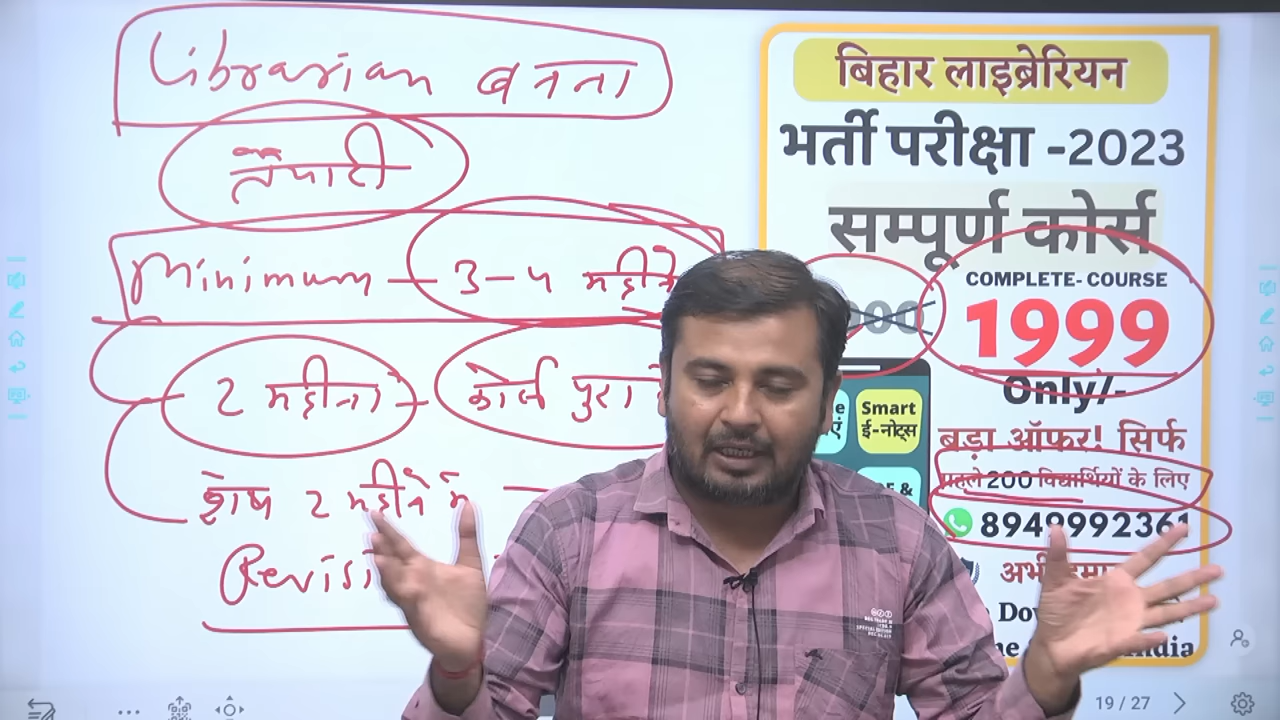 Librarian बनना
तैयारी
Minimum - 3-4 महीने
2 महीना - कोर्स पुरा
शेष 2 महीने में -
बिहार लाइब्रेरियन
भर्ती परीक्षा -2023
सम्पूर्ण कोर्स
COMPLETE- COURSE
1999
Only/-
Smart
ई-नोट्स
बड़ा ऑफर! सिर्फ
पहले 200 विद्यार्थियों के लिए
8949992361
19 / 27